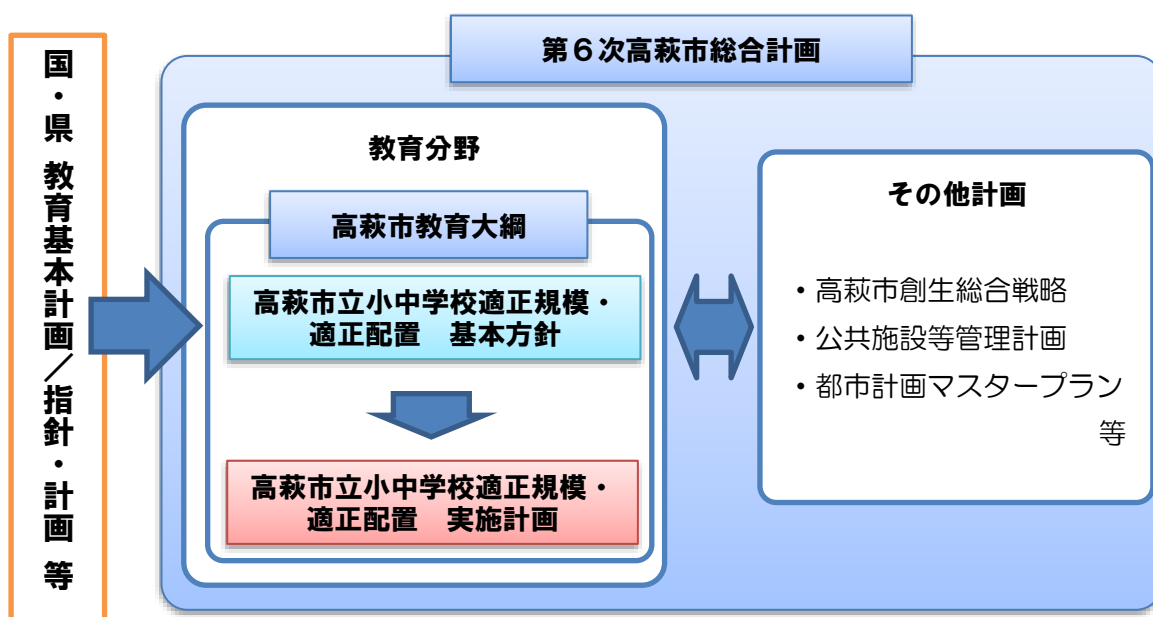 国・県 教育基本計画／指針・計画 等
第６次高萩市総合計画
教育分野
高萩市教育大綱
高萩市立小中学校適正規模・
適正配置　基本方針
高萩市立小中学校適正規模・
適正配置　実施計画
その他計画
・高萩市創生総合戦略
・公共施設等管理計画
・都市計画マスタープラン
等